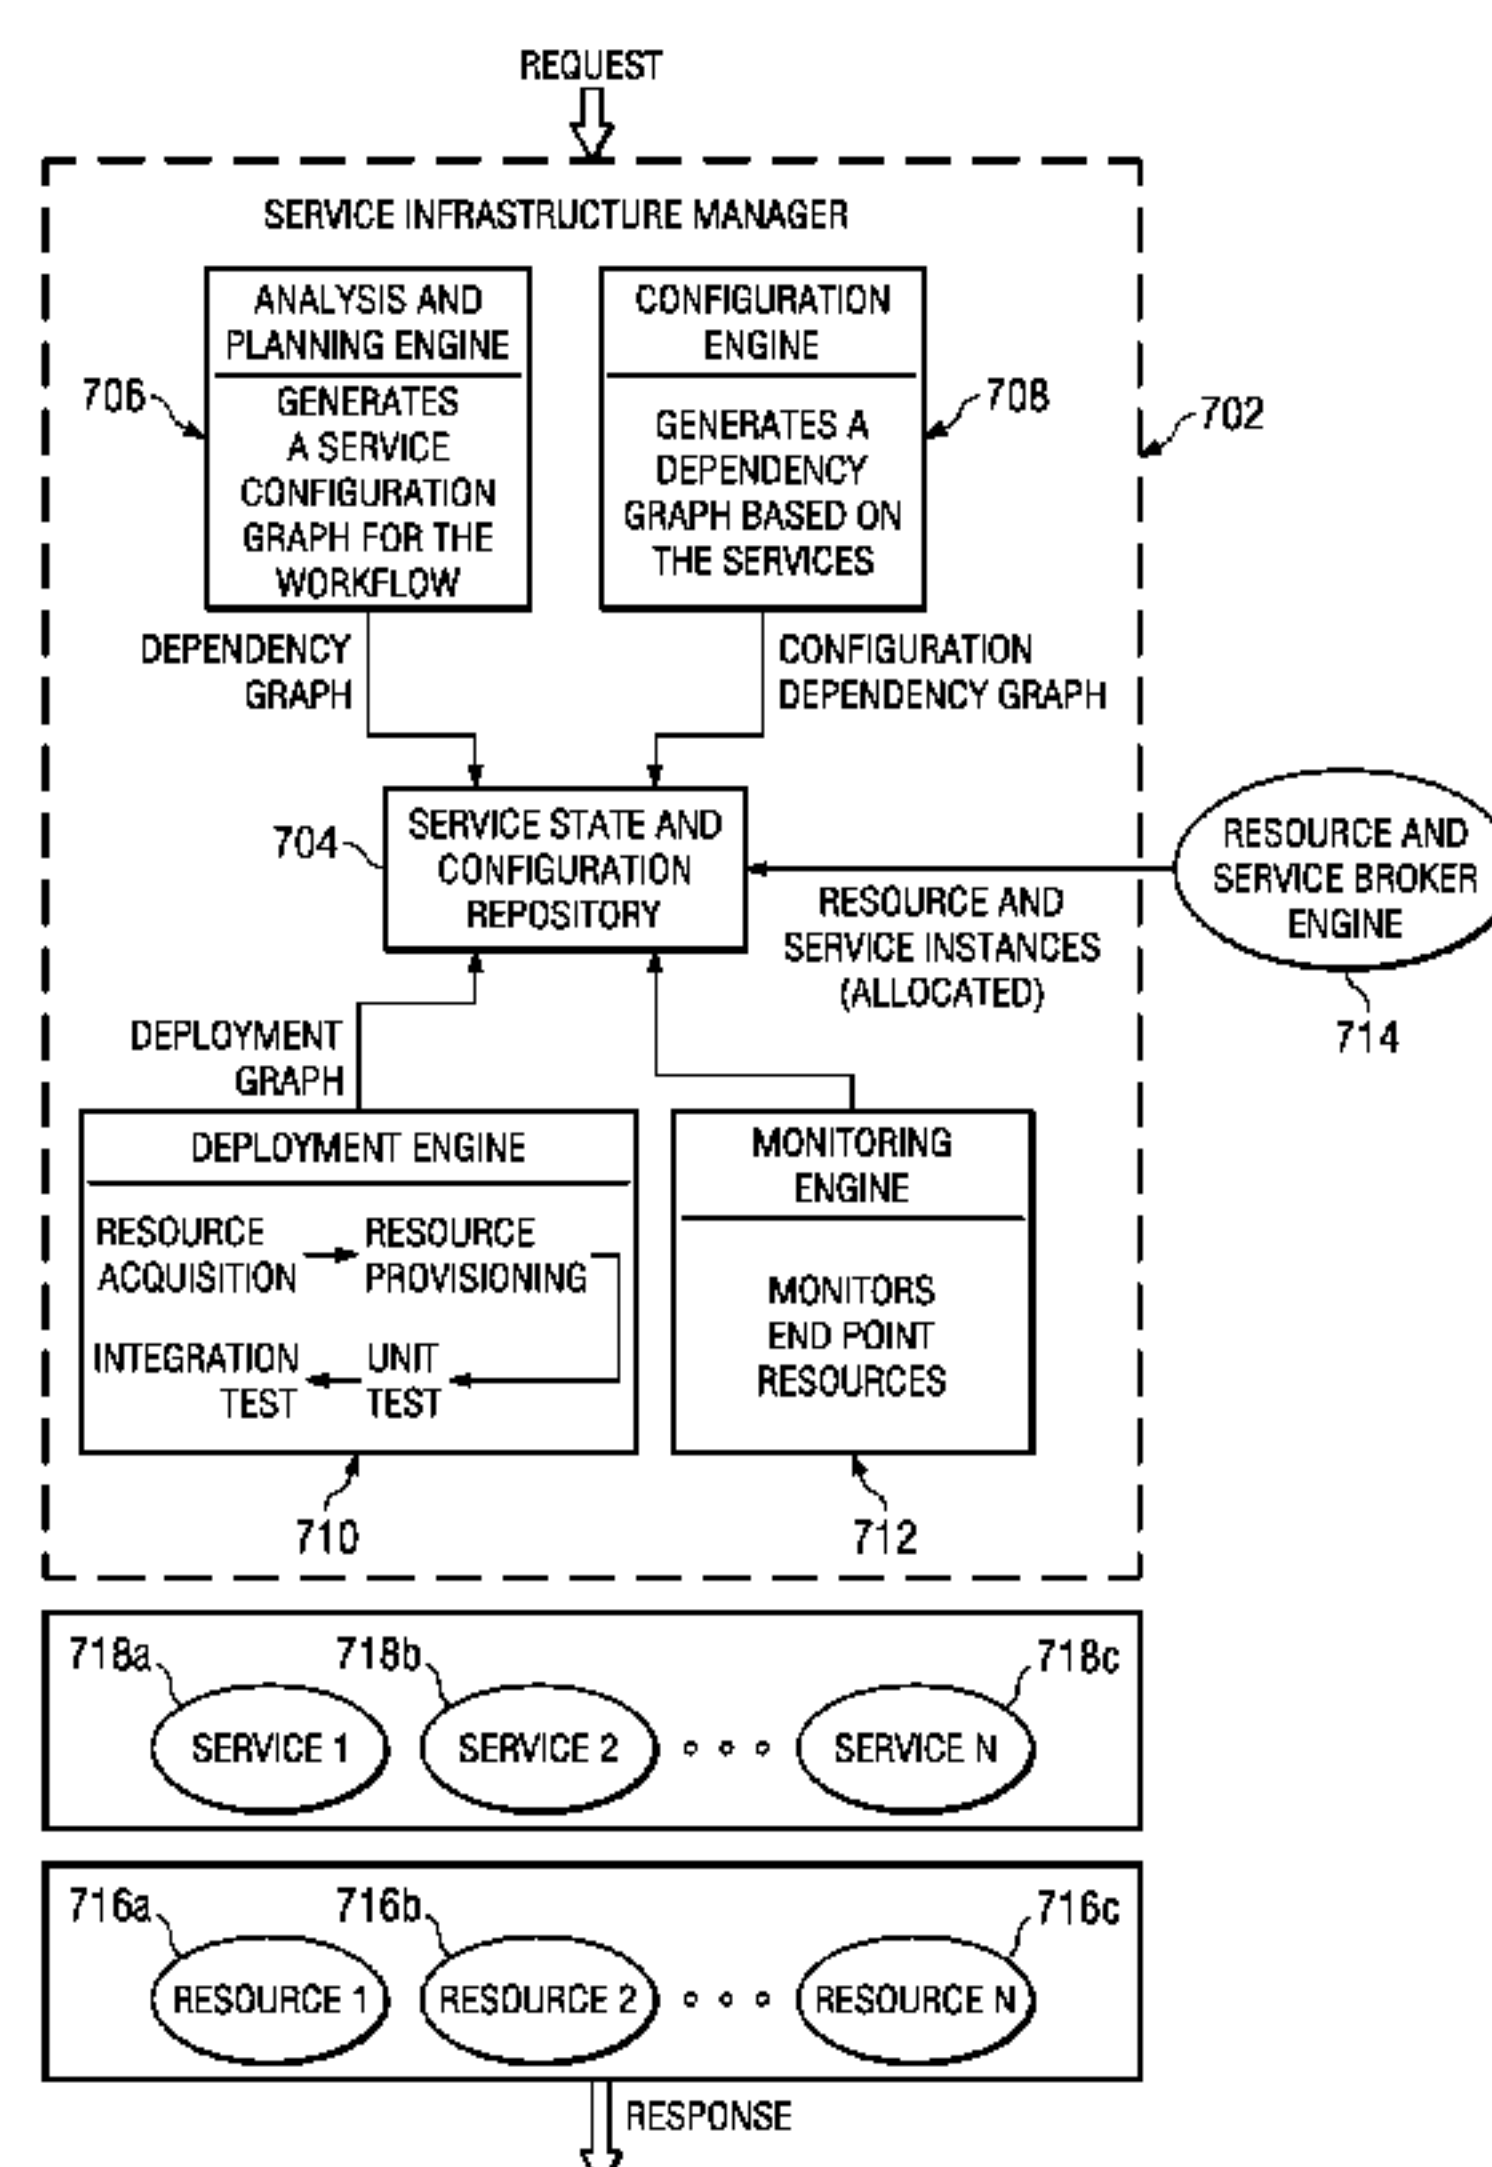 REQUEST
SERVICE INFRASTRUCTURE MANAGER
ANALYSIS AND
PLANNING ENGINE
GENERATES
A SERVICE
CONFIGURATION
GRAPH FOR THE
WORKFLOW
706
CONFIGURATION
ENGINE
GENERATES A
DEPENDENCY
GRAPH BASED ON
THE SERVICES
708
702
DEPENDENCY
GRAPH
CONFIGURATION
DEPENDENCY GRAPH
704
SERVICE STATE AND
CONFIGURATION
REPOSITORY
RESOURCE AND
SERVICE INSTANCES
(ALLOCATED)
RESOURCE AND
SERVICE BROKER
ENGINE
714
DEPLOYMENT
GRAPH
DEPLOYMENT ENGINE
RESOURCE
ACQUISITION
RESOURCE
PROVISIONING
INTEGRATION
TEST
UNIT
TEST
710
MONITORING
ENGINE
MONITORS
END POINT
RESOURCES
712
718a
718b
718c
SERVICE 1
SERVICE 2
SERVICE N
716a
716b
716c
RESOURCE 1
RESOURCE 2
RESOURCE N
RESPONSE